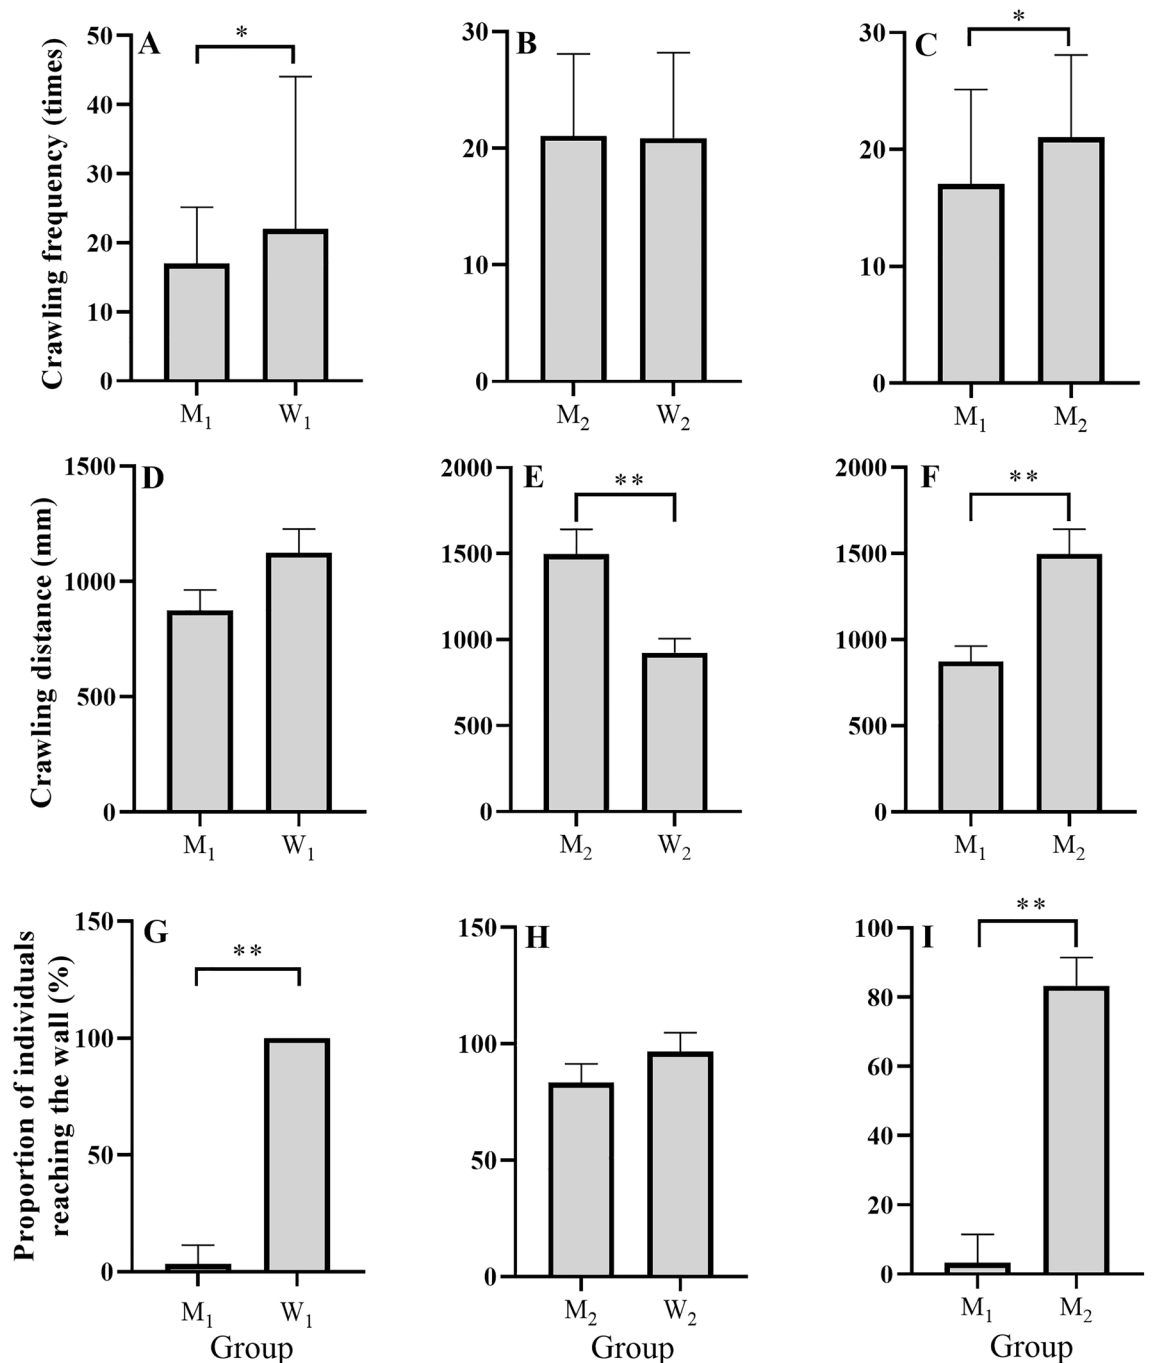 Crawling frequency (times)
A
*
50
40
30
20
10
0
M₁ W₁
B
30
20
10
0
M₂ W₂
C
*
30
20
10
0
M₁ M₂
Crawling distance (mm)
D
1500
1000
500
0
M₁ W₁
E
**
2000
1500
1000
500
0
M₂ W₂
F
**
2000
1500
1000
500
0
M₁ M₂
Proportion of individuals
reaching the wall (%)
G
**
150
100
50
0
M₁ W₁
Group
H
150
100
50
0
M₂ W₂
Group
I
**
100
80
60
40
20
0
M₁ M₂
Group